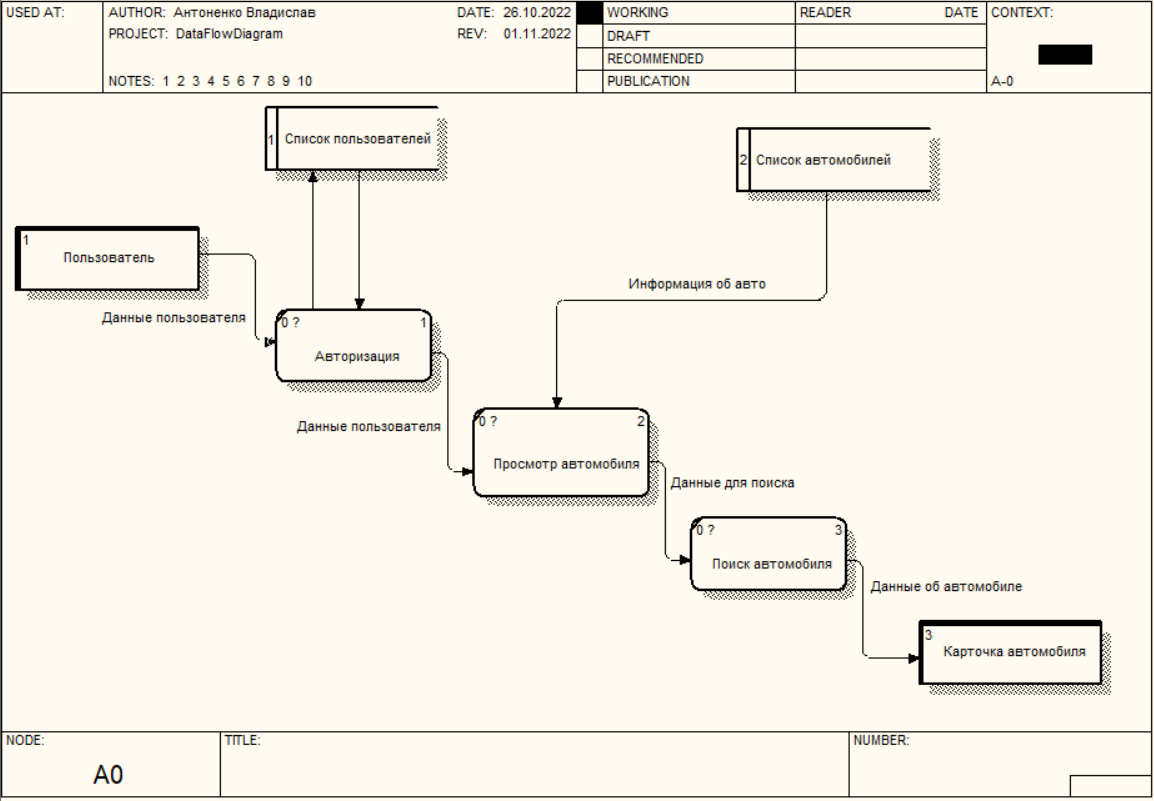 USED AT:
AUTHOR: Антоненко Владислав
DATE: 26.10.2022
WORKING
READER
DATE
CONTEXT:
PROJECT: DataFlowDiagram
REV: 01.11.2022
DRAFT
RECOMMENDED
NOTES: 1 2 3 4 5 6 7 8 9 10
PUBLICATION
A-0
1
Список пользователей
2
Список автомобилей
1
Пользователь
Информация об авто
Данные пользователя
0 ?
1
Авторизация
Данные пользователя
0 ?
2
Просмотр автомобиля
Данные для поиска
0 ?
3
Поиск автомобиля
Данные об автомобиле
3
Карточка автомобиля
NODE:
TITLE:
NUMBER:
A0